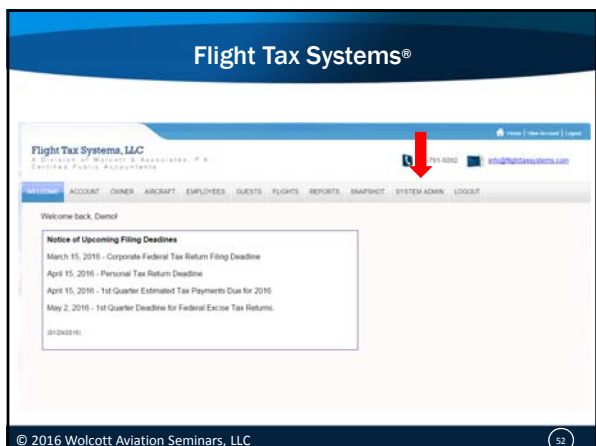 Flight Tax Systems®
Home | View Account | Logout
Flight Tax Systems, LLC
A Division of Wolcott & Associates, P.A.
Certified Public Accountants
-791-0092 info@flighttaxsystems.com
WELCOME ACCOUNT OWNER AIRCRAFT EMPLOYEES GUESTS FLIGHTS REPORTS SNAPSHOT SYSTEM ADMIN LOGOUT
Welcome back, Demo!
Notice of Upcoming Filing Deadlines
March 15, 2016 - Corporate Federal Tax Return Filing Deadline
April 15, 2016 - Personal Tax Return Deadline
April 15, 2016 - 1st Quarter Estimated Tax Payments Due for 2016
May 2, 2016 - 1st Quarter Deadline for Federal Excise Tax Returns.
(01/29/2016)
© 2016 Wolcott Aviation Seminars, LLC
52